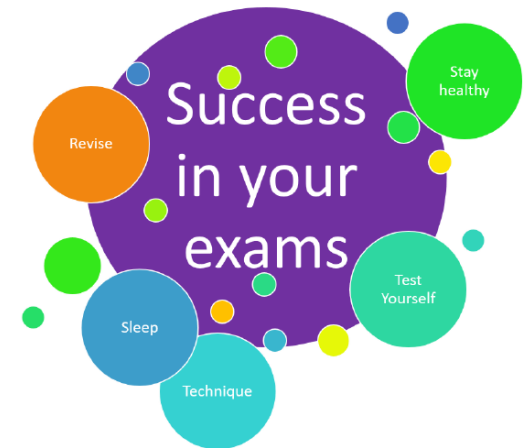 Success
in your
exams
Stay
healthy
Revise
Test
Yourself
Sleep
Technique